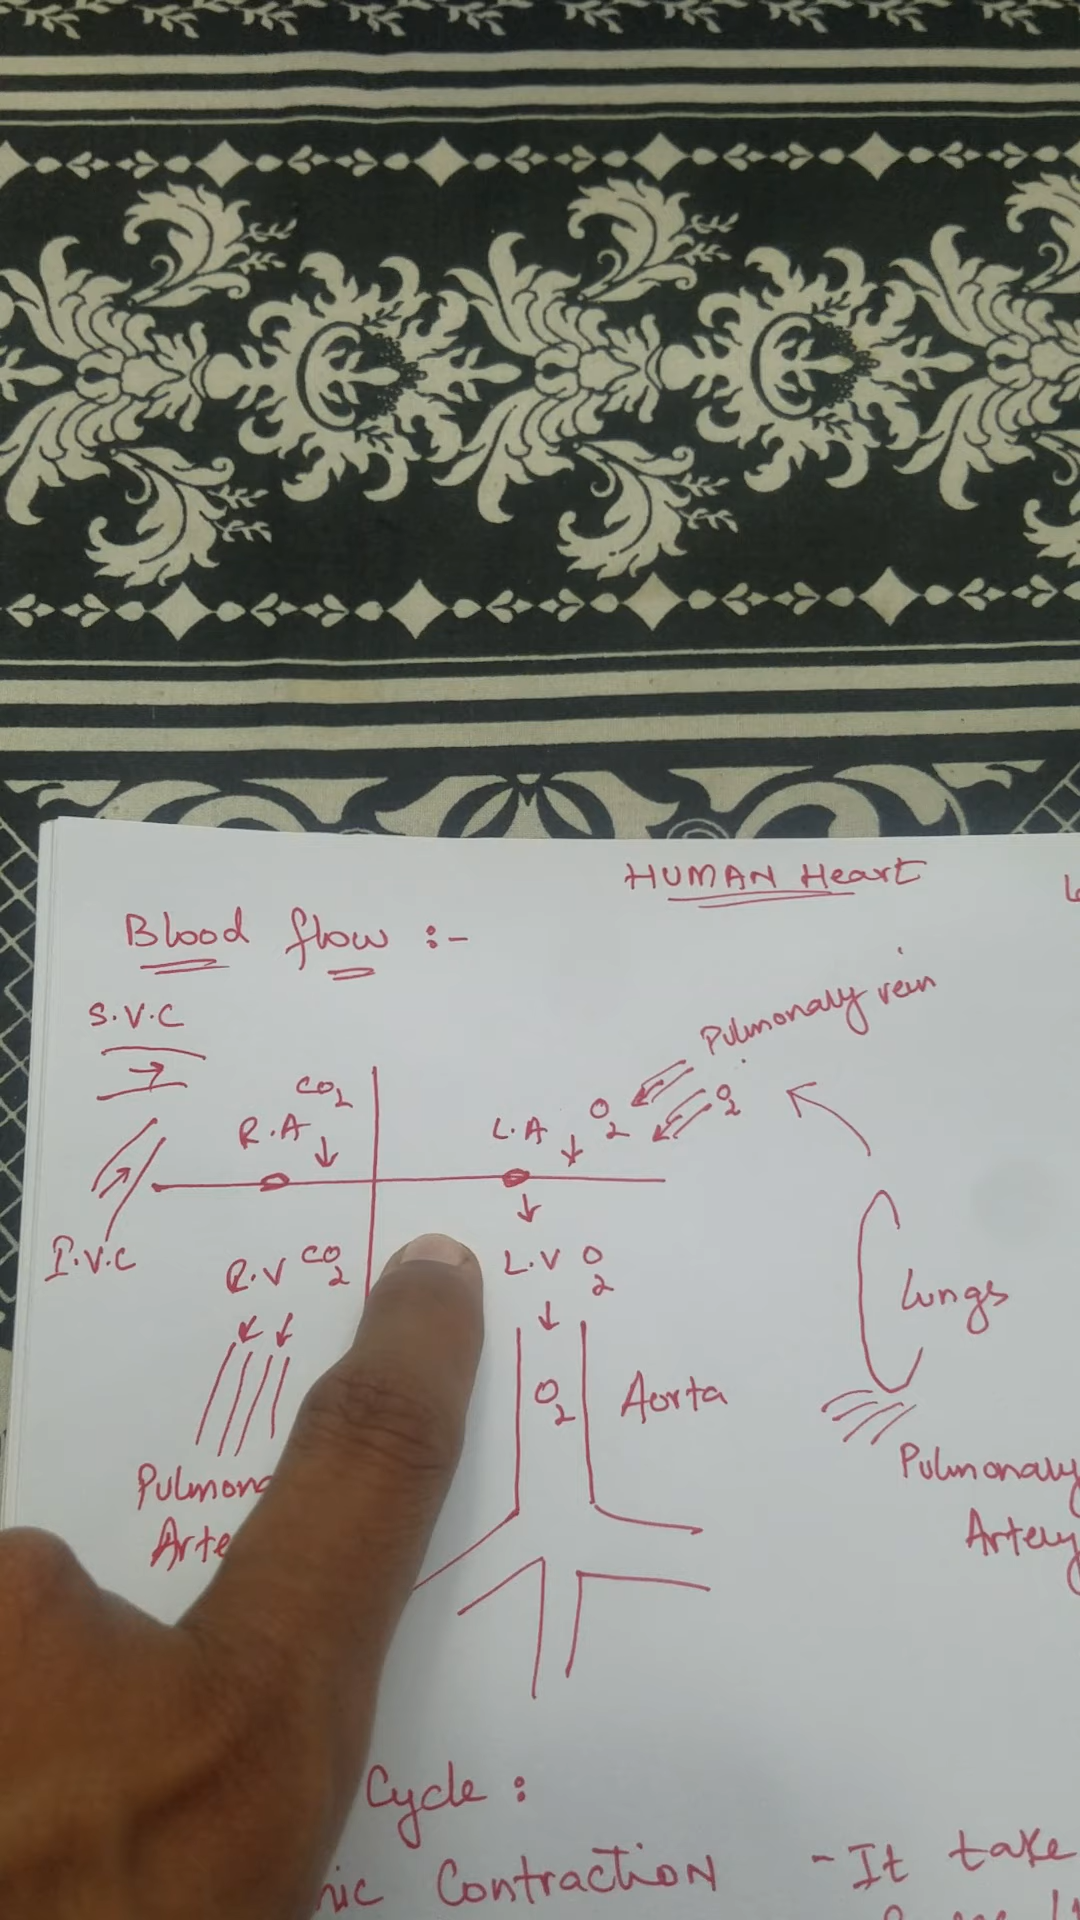 HUMAN Heart
Blood flow :-
S.V.C
Pulmonary vein
CO2
R.A
L.A
O2
O2
I.V.C
R.V
CO2
L.V
O2
Lungs
O2
Aorta
Pulmonary
Artery
Cycle :
Contraction
- It take